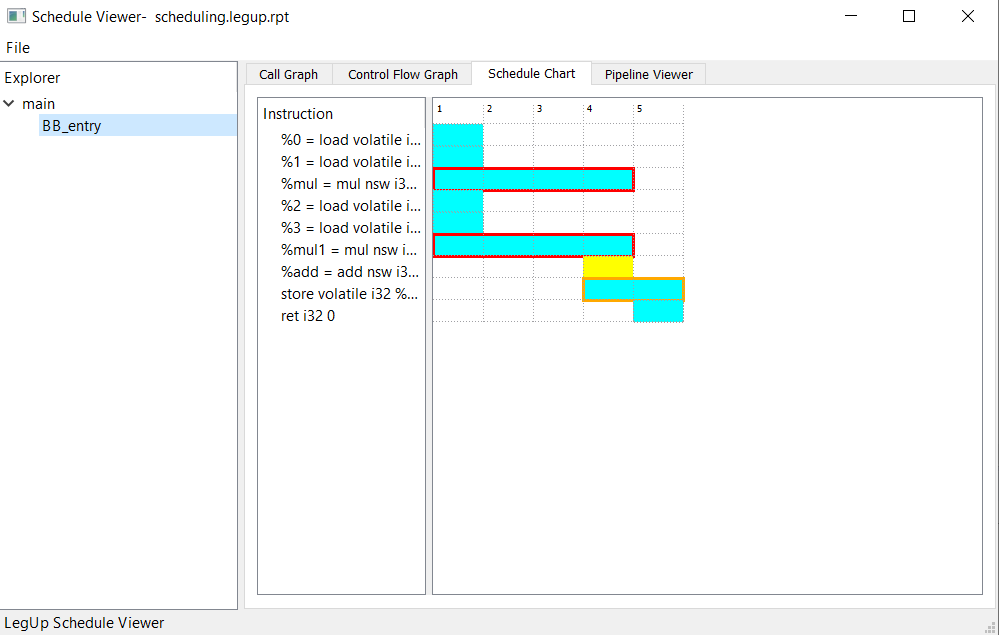 Schedule Viewer-  scheduling.legup.rpt
File
Explorer
main
BB_entry
Call Graph
Control Flow Graph
Schedule Chart
Pipeline Viewer
Instruction
%0 = load volatile i...
%1 = load volatile i...
%mul = mul nsw i3...
%2 = load volatile i...
%3 = load volatile i...
%mul1 = mul nsw i...
%add = add nsw i3...
store volatile i32 %...
ret i32 0
1 2 3 4 5
LegUp Schedule Viewer